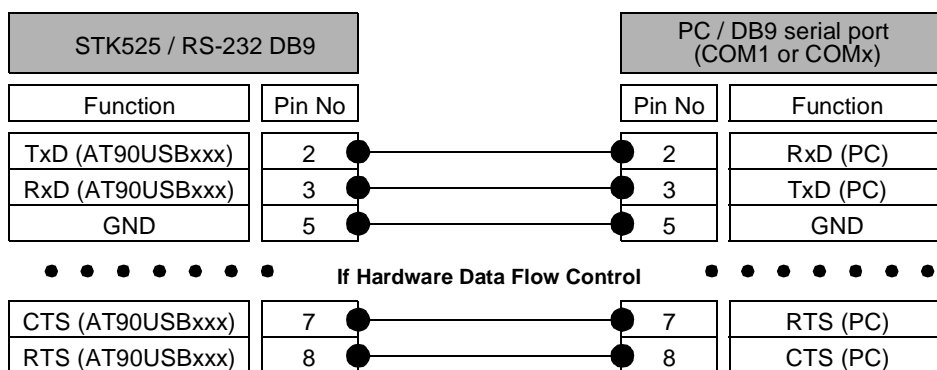 STK525 / RS-232 DB9 PC / DB9 serial port
(COM1 or COMx)
Function Pin No Pin No Function
TxD (AT90USBxxx) 2 2 RxD (PC)
RxD (AT90USBxxx) 3 3 TxD (PC)
GND 5 5 GND
If Hardware Data Flow Control
CTS (AT90USBxxx) 7 7 RTS (PC)
RTS (AT90USBxxx) 8 8 CTS (PC)